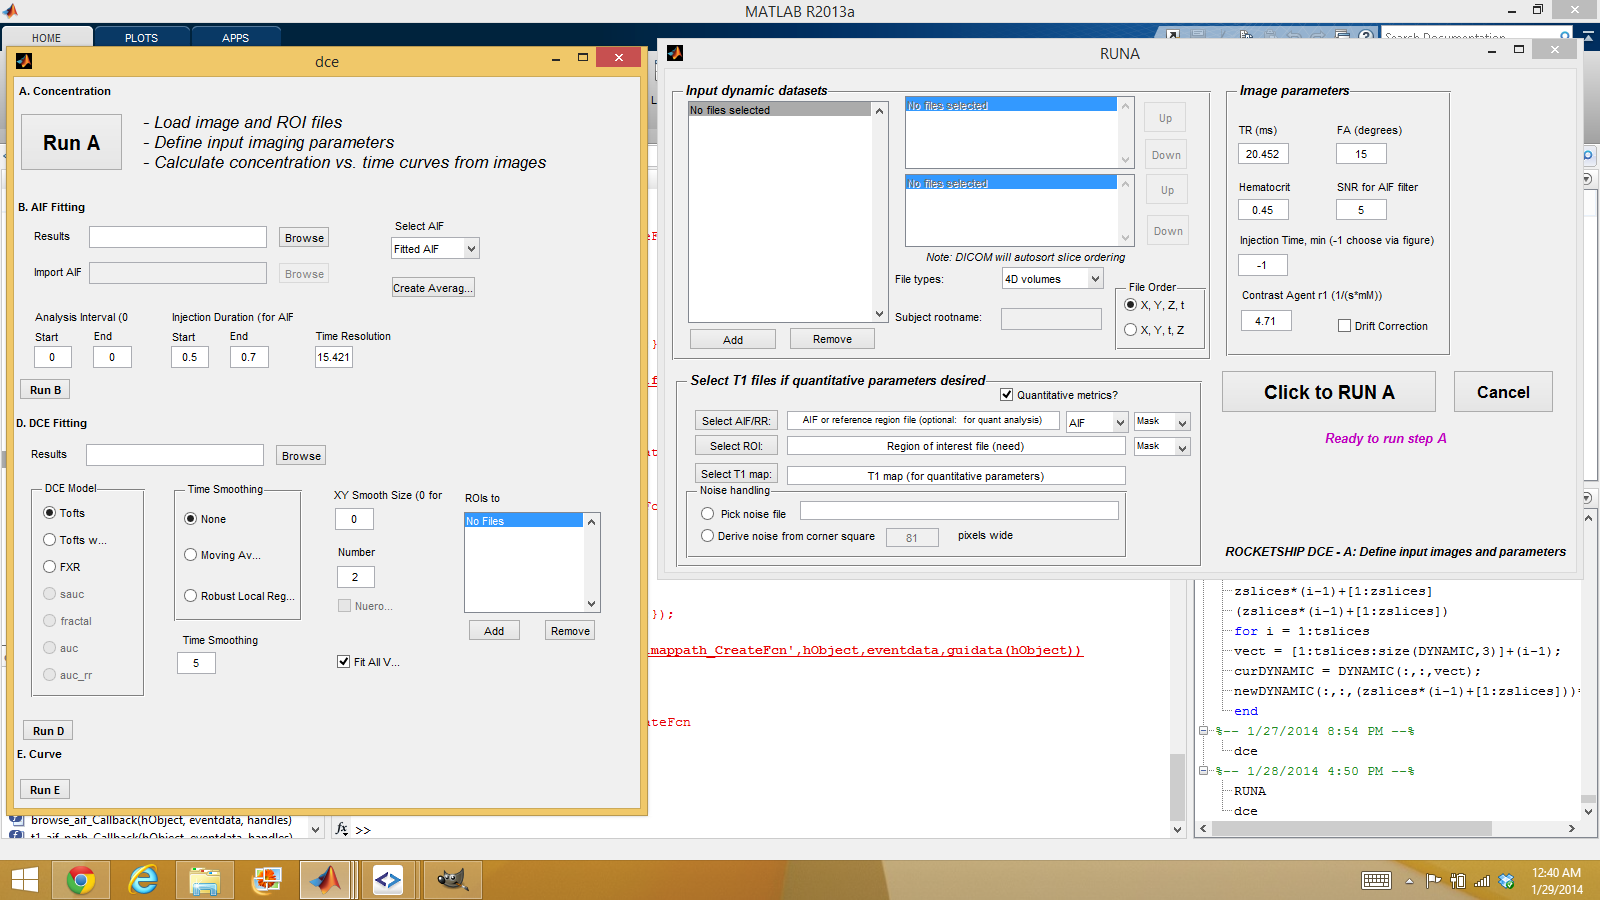 MATLAB R2013a
HOME
PLOTS
APPS
Search Documentation
dce
A. Concentration
Run A
- Load image and ROI files
- Define input imaging parameters
- Calculate concentration vs. time curves from images
B. AIF Fitting
Results
Browse
Select AIF
Fitted AIF
Import AIF
Browse
Create Averag...
Analysis Interval (0
Injection Duration (for AIF
Start
End
Start
End
Time Resolution
0
0
0.5
0.7
15.421
Run B
D. DCE Fitting
Results
Browse
DCE Model
Tofts
Tofts w...
FXR
sauc
fractal
auc
auc_rr
Time Smoothing
None
Moving Av...
Robust Local Reg...
Time Smoothing
5
XY Smooth Size (0 for
0
Number
2
Nuero...
Fit All V...
ROIs to
No Files
Add
Remove
Run D
E. Curve
Run E
RUNA
Input dynamic datasets
No files selected
No files selected
Up
Down
No files selected
Up
Down
Note: DICOM will autosort slice ordering
File types:
4D volumes
Subject rootname:
File Order
X, Y, Z, t
X, Y, t, Z
Add
Remove
Image parameters
TR (ms)
FA (degrees)
20.452
15
Hematocrit
SNR for AIF filter
0.45
5
Injection Time, min (-1 choose via figure)
-1
Contrast Agent r1 (1/(s*mM))
4.71
Drift Correction
Select T1 files if quantitative parameters desired
Quantitative metrics?
Select AIF/RR:
AIF or reference region file (optional: for quant analysis)
AIF
Mask
Select ROI:
Region of interest file (need)
Mask
Select T1 map:
T1 map (for quantitative parameters)
Noise handling
Pick noise file
Derive noise from corner square
81
pixels wide
Click to RUN A
Cancel
Ready to run step A
ROCKETSHIP DCE - A: Define input images and parameters
});
mappath_CreateFcn',hObject,eventdata,guidata(hObject))
ateFcn
zslices*(i-1)+[1:zslices]
(zslices*(i-1)+[1:zslices])
for i = 1:tslices
vect = [1:tslices:size(DYNAMIC,3)]+(i-1);
curDYNAMIC = DYNAMIC(:,:,vect);
newDYNAMIC(:,:,(zslices*(i-1)+[1:zslices]))
end
%-- 1/27/2014 8:54 PM --%
dce
%-- 1/28/2014 4:50 PM --%
RUNA
dce
browse_aif_Callback(hObject, eventdata, handles)
t1_aif_path_Callback(hObject, eventdata, handles)
fx >>
12:40 AM
1/29/2014